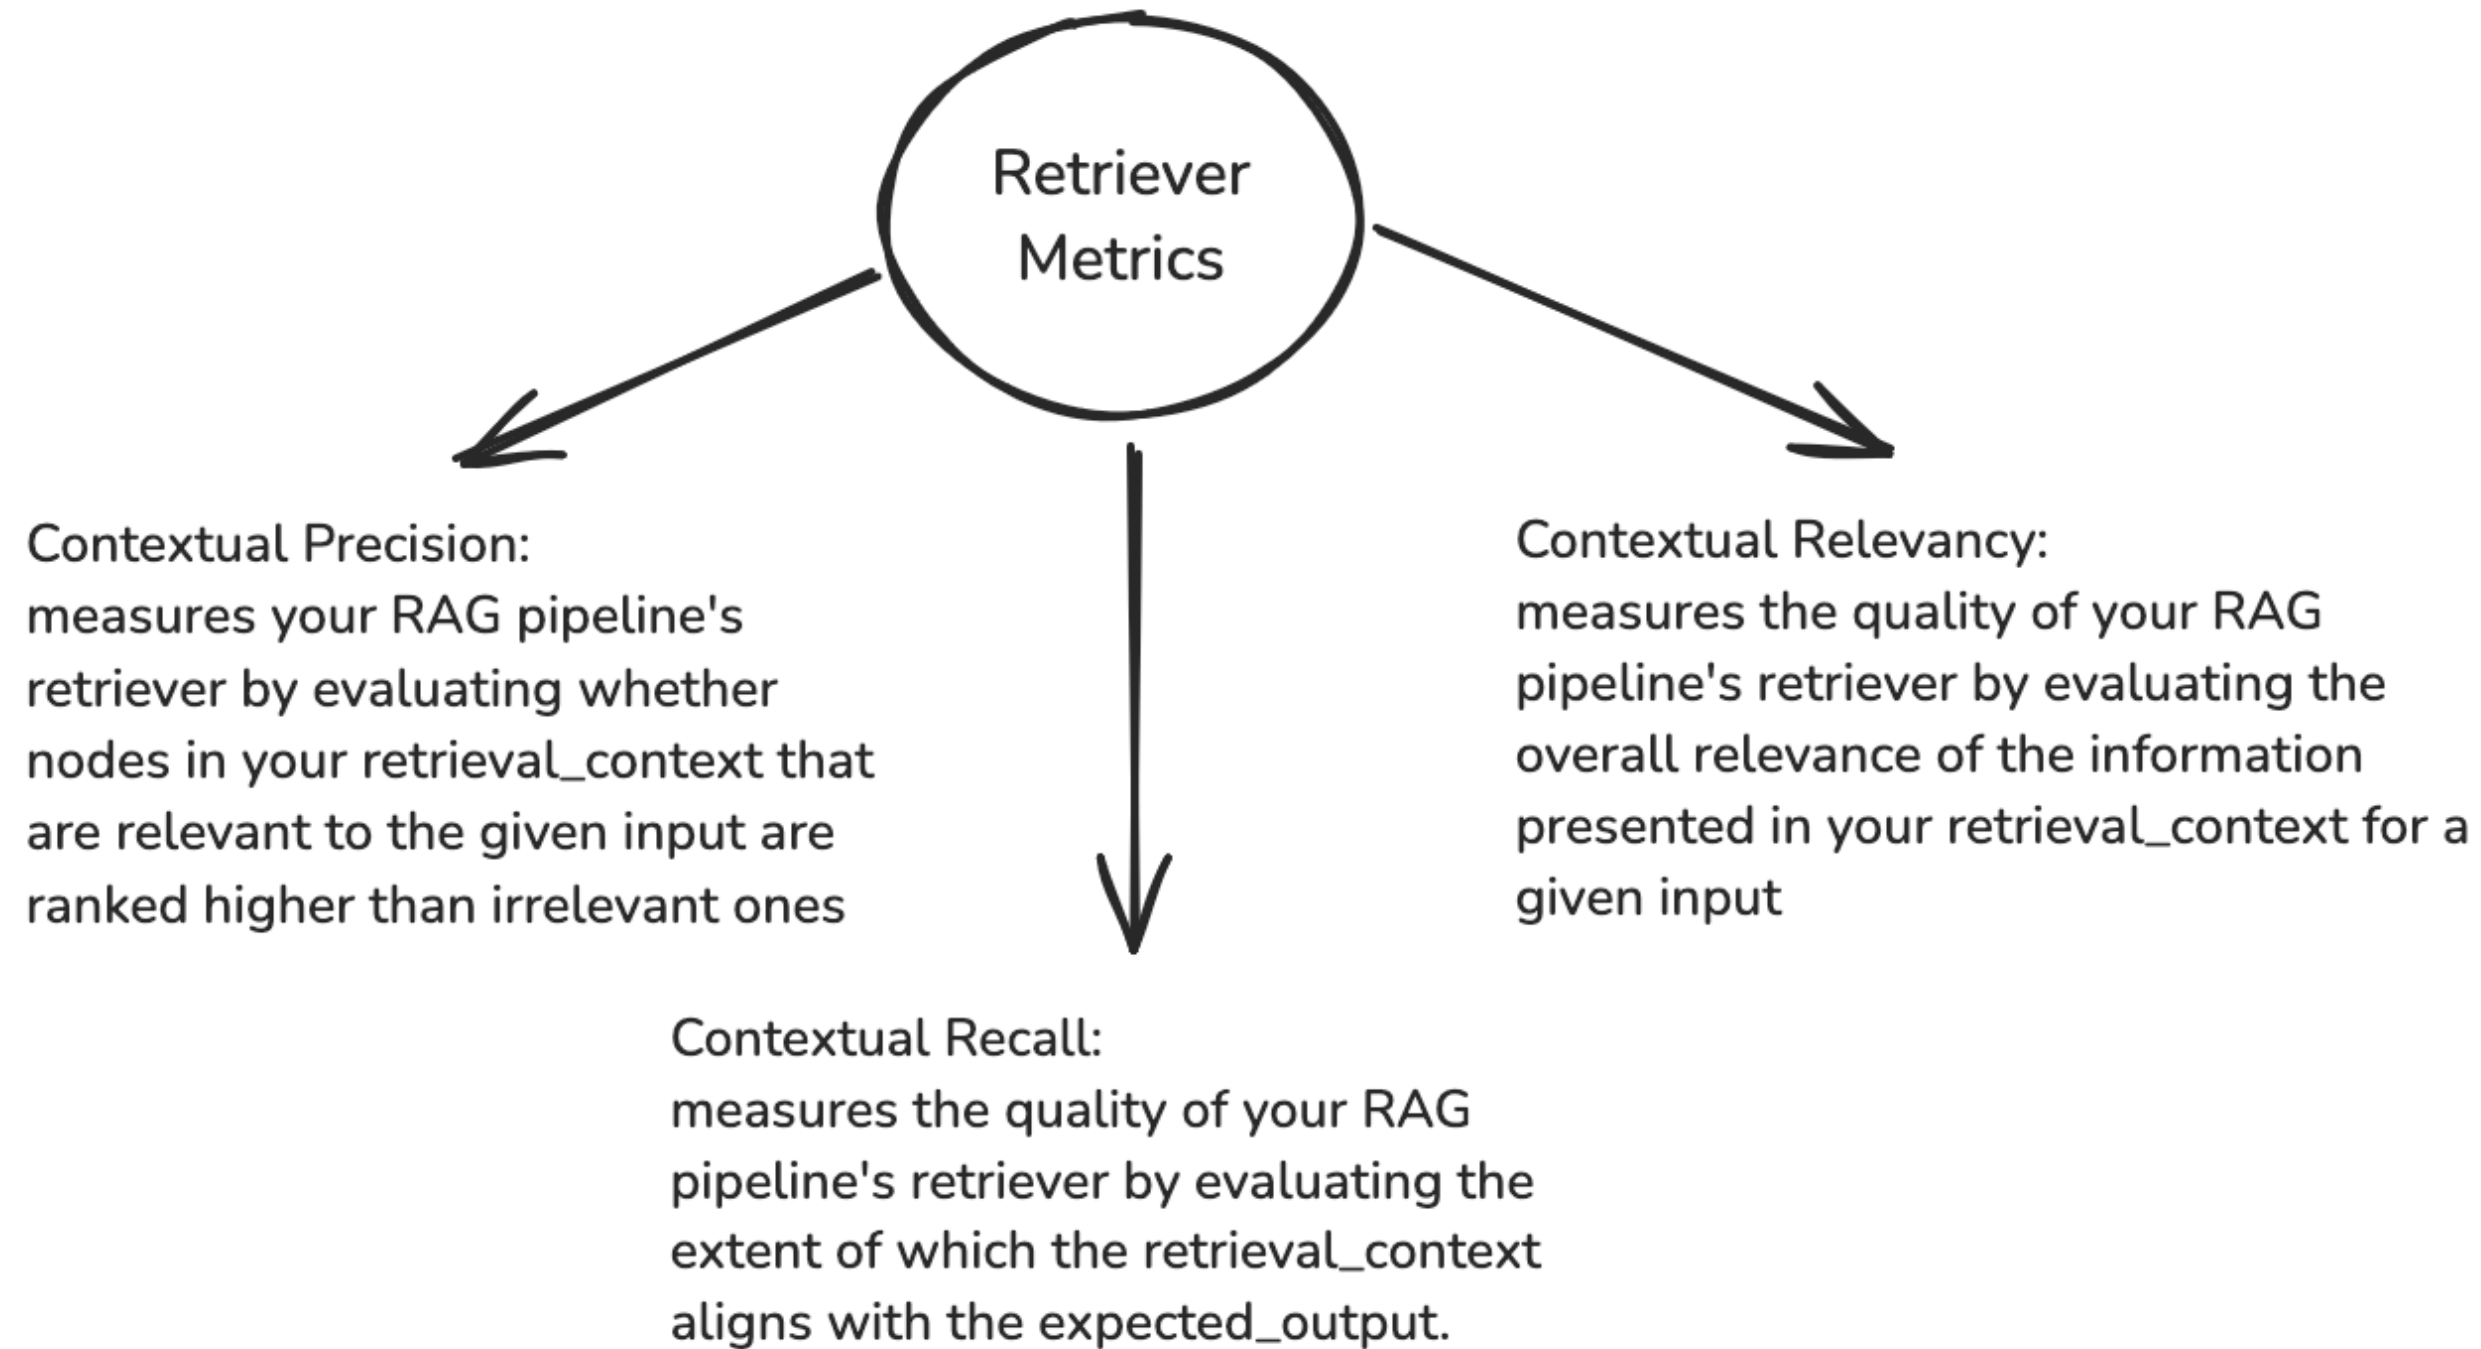 Retriever
Metrics
Contextual Precision:
measures your RAG pipeline's
retriever by evaluating whether
nodes in your retrieval_context that
are relevant to the given input are
ranked higher than irrelevant ones
Contextual Relevancy:
measures the quality of your RAG
pipeline's retriever by evaluating the
overall relevance of the information
presented in your retrieval_context for a
given input
Contextual Recall:
measures the quality of your RAG
pipeline's retriever by evaluating the
extent of which the retrieval_context
aligns with the expected_output.